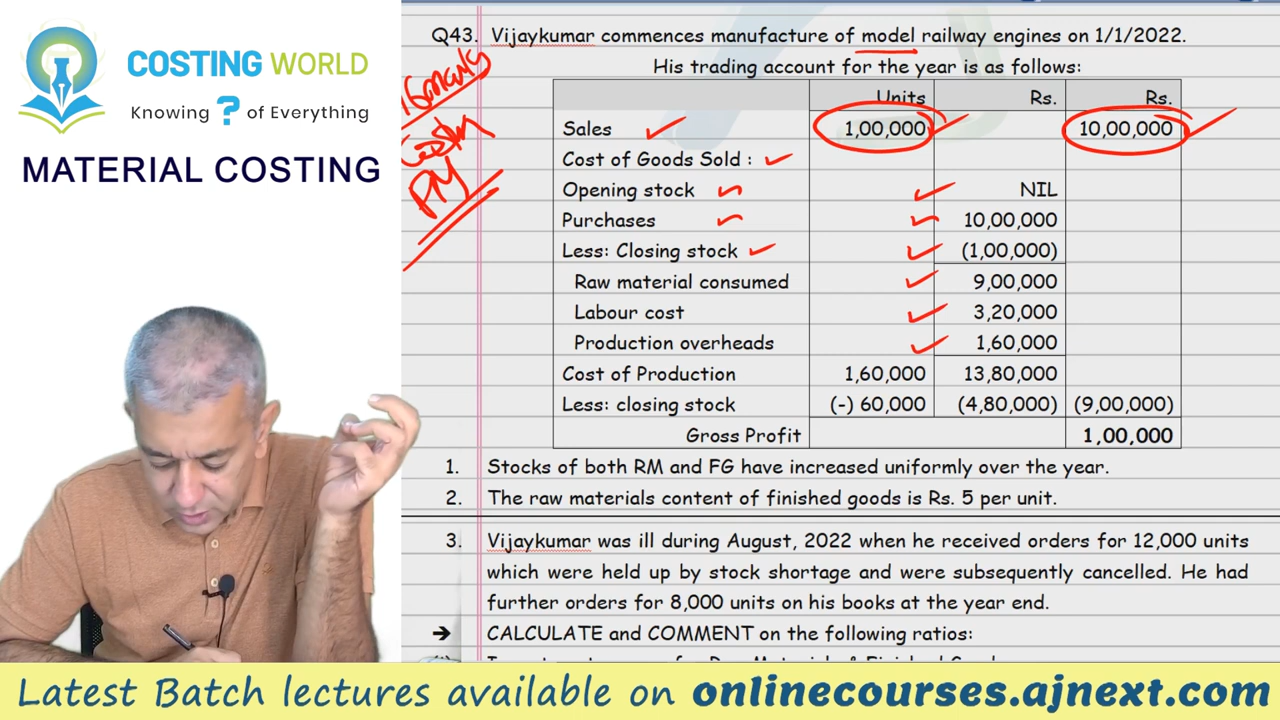 COSTING WORLD
Knowing ? of Everything
MATERIAL COSTING
Q43. Vijaykumar commences manufacture of model railway engines on 1/1/2022.
His trading account for the year is as follows:
Units Rs. Rs.
Sales 1,00,000 10,00,000
Cost of Goods Sold :
Opening stock NIL
Purchases 10,00,000
Less: Closing stock (1,00,000)
Raw material consumed 9,00,000
Labour cost 3,20,000
Production overheads 1,60,000
Cost of Production 1,60,000 13,80,000
Less: closing stock (-) 60,000 (4,80,000) (9,00,000)
Gross Profit 1,00,000
1. Stocks of both RM and FG have increased uniformly over the year.
2. The raw materials content of finished goods is Rs. 5 per unit.
3. Vijaykumar was ill during August, 2022 when he received orders for 12,000 units
which were held up by stock shortage and were subsequently cancelled. He had
further orders for 8,000 units on his books at the year end.
→ CALCULATE and COMMENT on the following ratios:
Latest Batch lectures available on onlinecourses.ajnext.com